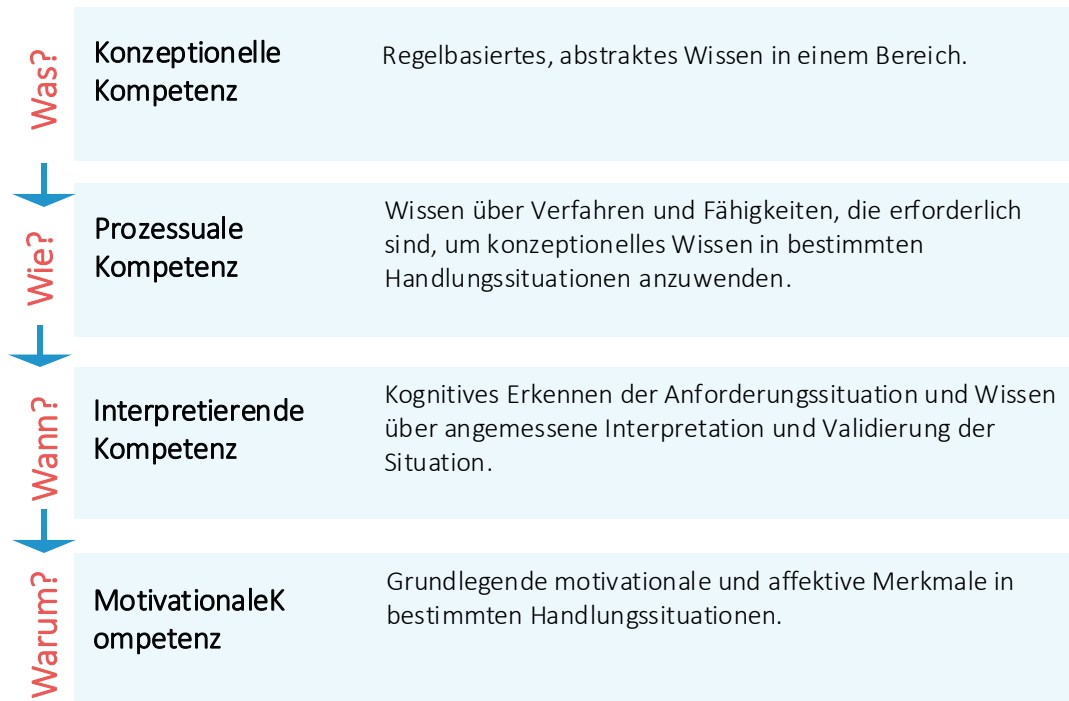 Was?
Konzeptionelle
Kompetenz
Regelbasiertes, abstraktes Wissen in einem Bereich.
Wie?
Prozessuale
Kompetenz
Wissen über Verfahren und Fähigkeiten, die erforderlich
sind, um konzeptionelles Wissen in bestimmten
Handlungssituationen anzuwenden.
Wann?
Interpretierende
Kompetenz
Kognitives Erkennen der Anforderungssituation und Wissen
über angemessene Interpretation und Validierung der
Situation.
Warum?
MotivationaleK
ompetenz
Grundlegende motivationale und affektive Merkmale in
bestimmten Handlungssituationen.